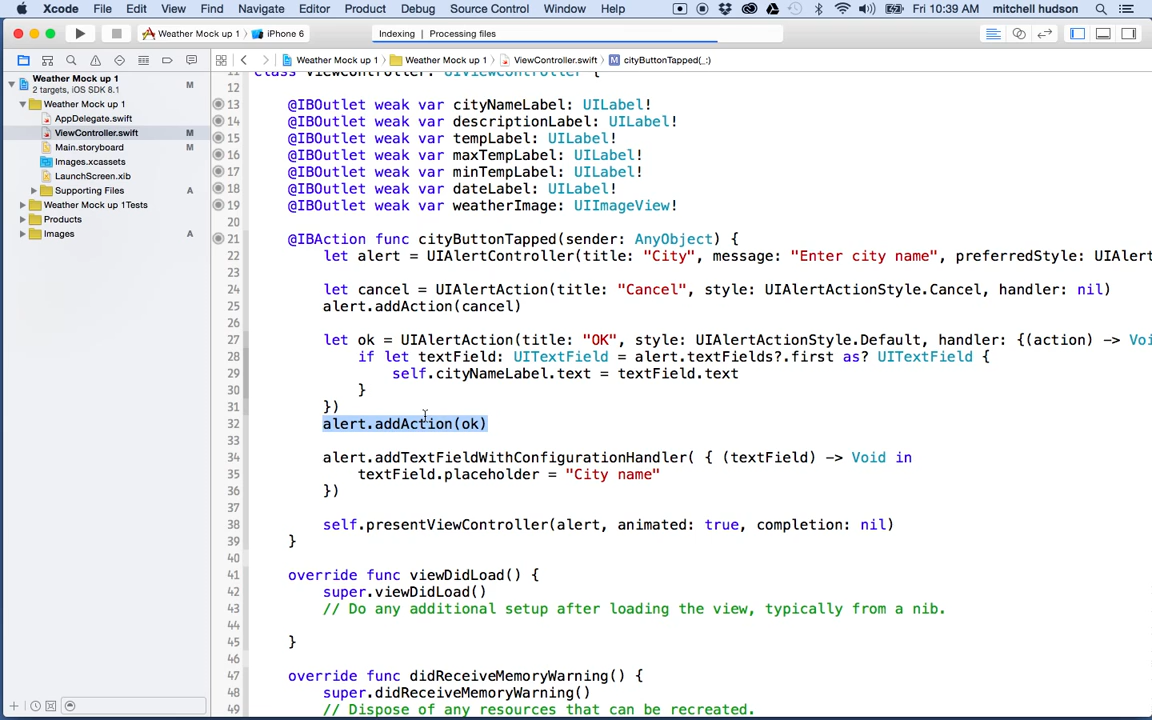 Xcode File Edit View Find Navigate Editor Product Debug Source Control Window Help Fri 10:39 AM mitchell hudson
Weather Mock up 1 iPhone 6 Indexing | Processing files
Weather Mock up 1 Weather Mock up 1 ViewController.swift M cityButtonTapped(_:)
Weather Mock up 1 M
2 targets, iOS SDK 8.1
Weather Mock up 1
AppDelegate.swift
ViewController.swift M
Main.storyboard M
Images.xcassets
LaunchScreen.xib
Supporting Files A
Weather Mock up 1Tests
Products
Images A
11 class ViewController: UIViewController {
12
13 @IBOutlet weak var cityNameLabel: UILabel!
14 @IBOutlet weak var descriptionLabel: UILabel!
15 @IBOutlet weak var tempLabel: UILabel!
16 @IBOutlet weak var maxTempLabel: UILabel!
17 @IBOutlet weak var minTempLabel: UILabel!
18 @IBOutlet weak var dateLabel: UILabel!
19 @IBOutlet weak var weatherImage: UIImageView!
20
21 @IBAction func cityButtonTapped(sender: AnyObject) {
22 let alert = UIAlertController(title: "City", message: "Enter city name", preferredStyle: UIAlert
23
24 let cancel = UIAlertAction(title: "Cancel", style: UIAlertActionStyle.Cancel, handler: nil)
25 alert.addAction(cancel)
26
27 let ok = UIAlertAction(title: "OK", style: UIAlertActionStyle.Default, handler: {(action) -> Voi
28 if let textField: UITextField = alert.textFields?.first as? UITextField {
29 self.cityNameLabel.text = textField.text
30 }
31 })
32 alert.addAction(ok)
33
34 alert.addTextFieldWithConfigurationHandler( { (textField) -> Void in
35 textField.placeholder = "City name"
36 })
37
38 self.presentViewController(alert, animated: true, completion: nil)
39 }
40
41 override func viewDidLoad() {
42 super.viewDidLoad()
43 // Do any additional setup after loading the view, typically from a nib.
44
45 }
46
47 override func didReceiveMemoryWarning() {
48 super.didReceiveMemoryWarning()
49 // Dispose of any resources that can be recreated.